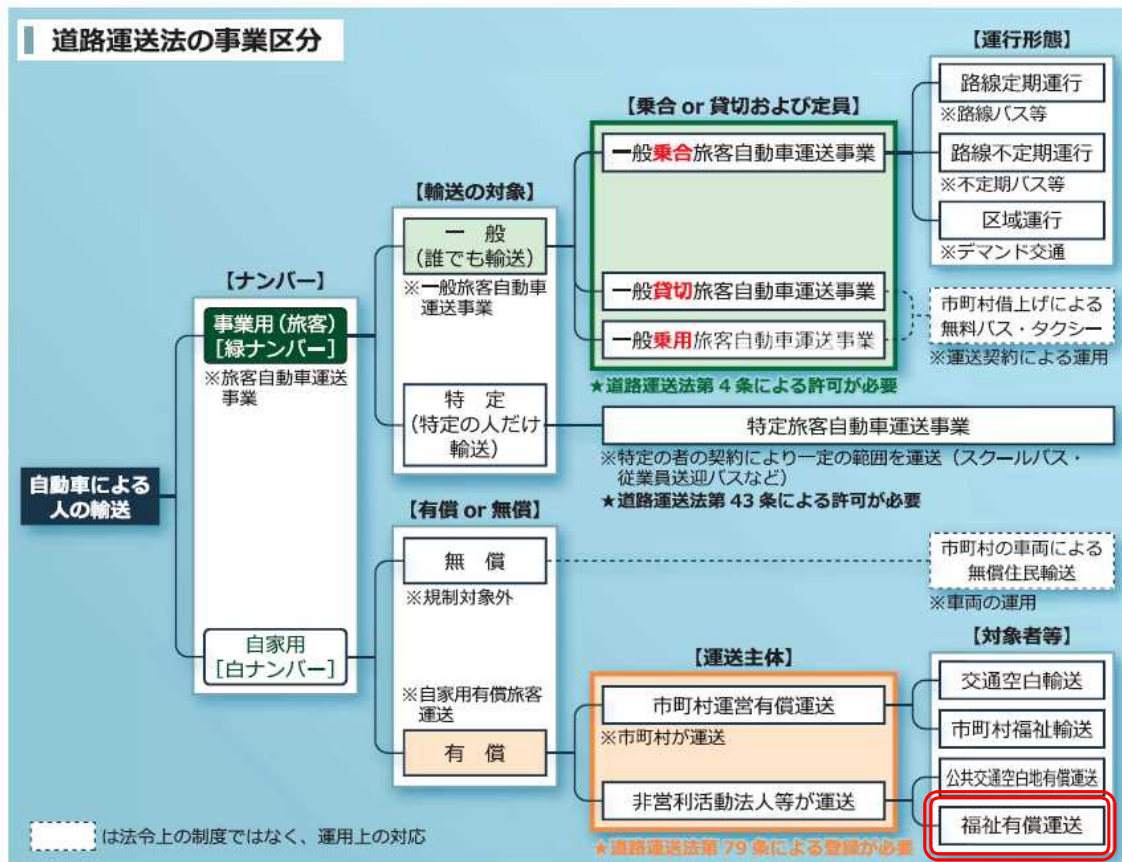 道路運送法の事業区分
【運行形態】
路線定期運行
※路線バス等
路線不定期運行
※不定期バス等
区域運行
※デマンド交通
【乗合 or 貸切および定員】
一般乗合旅客自動車運送事業
一般貸切旅客自動車運送事業
一般乗用旅客自動車運送事業
★道路運送法第4条による許可が必要
市町村借上げによる
無料バス・タクシー
※運送契約による運用
【輸送の対象】
一般
(誰でも輸送)
※一般旅客自動車
運送事業
特定
(特定の人だけ
輸送)
特定旅客自動車運送事業
※特定の者の契約により一定の範囲を運送(スクールバス・
従業員送迎バスなど)
★道路運送法第43条による許可が必要
【ナンバー】
事業用(旅客)
[緑ナンバー]
※旅客自動車運送
事業
自動車による
人の輸送
自家用
[白ナンバー]
【有償 or 無償】
無償
※規制対象外
市町村の車両による
無償住民輸送
※車両の運用
※自家用有償旅客
運送
有償
【運送主体】
市町村運営有償運送
※市町村が運送
非営利活動法人等が運送
★道路運送法第79条による登録が必要
【対象者等】
交通空白輸送
市町村福祉輸送
公共交通空白地有償運送
福祉有償運送
は法令上の制度ではなく、運用上の対応